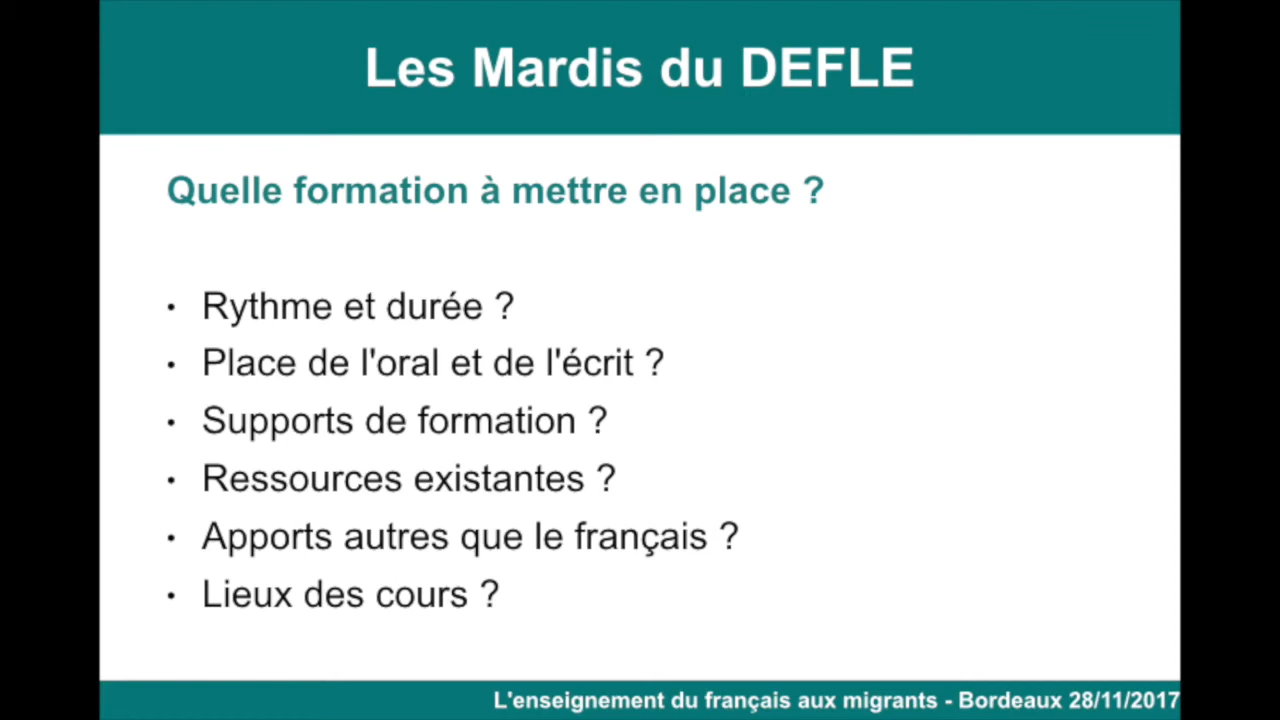 Les Mardis du DEFLE
Quelle formation à mettre en place ?
• Rythme et durée ?
• Place de l'oral et de l'écrit ?
• Supports de formation ?
• Ressources existantes ?
• Apports autres que le français ?
• Lieux des cours ?
L'enseignement du français aux migrants - Bordeaux 28/11/2017